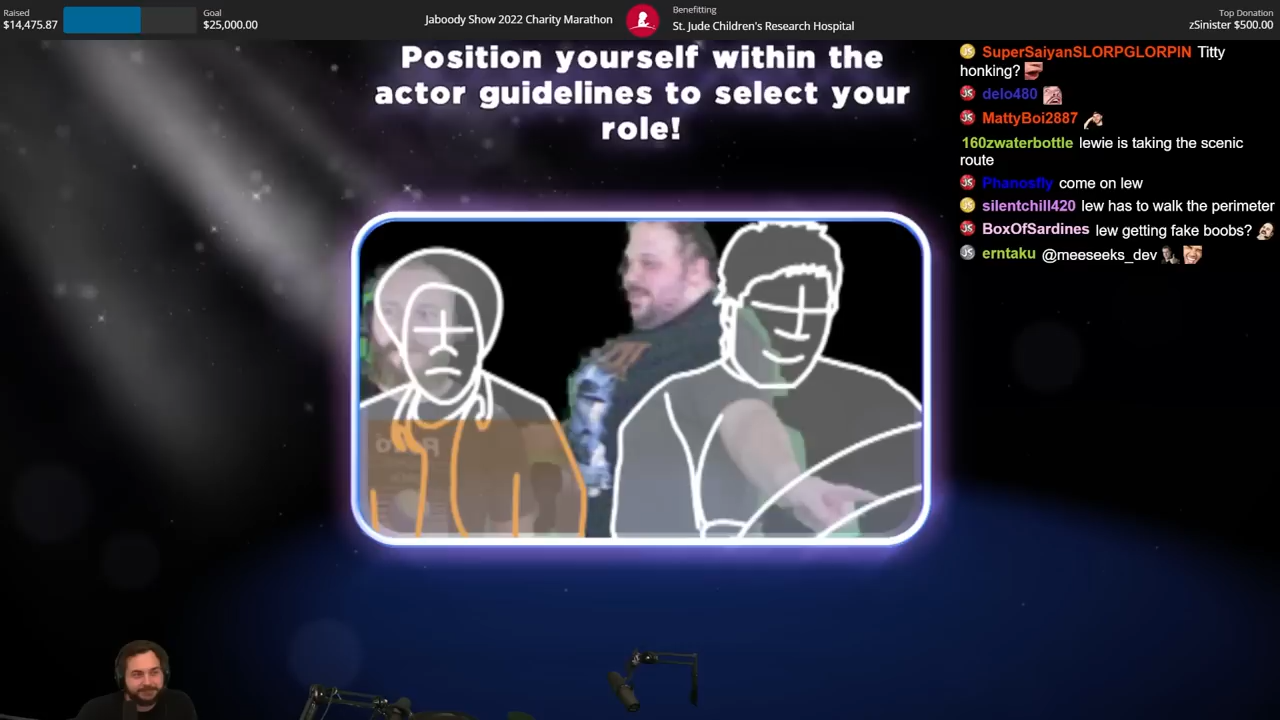 Raised
$14,475.87
Goal
$25,000.00
Jaboody Show 2022 Charity Marathon
Benefitting
St. Jude Children's Research Hospital
Top Donation
zSinister $500.00
Position yourself within the
actor guidelines to select your
role!
SuperSaiyanSLORPGLORPIN Titty
honking?
delo480
MattyBoi2887
160zwaterbottle lewie is taking the scenic
route
Phanosfly come on lew
silentchill420 lew has to walk the perimeter
BoxOfSardines lew getting fake boobs?
erntaku @meeseeks_dev